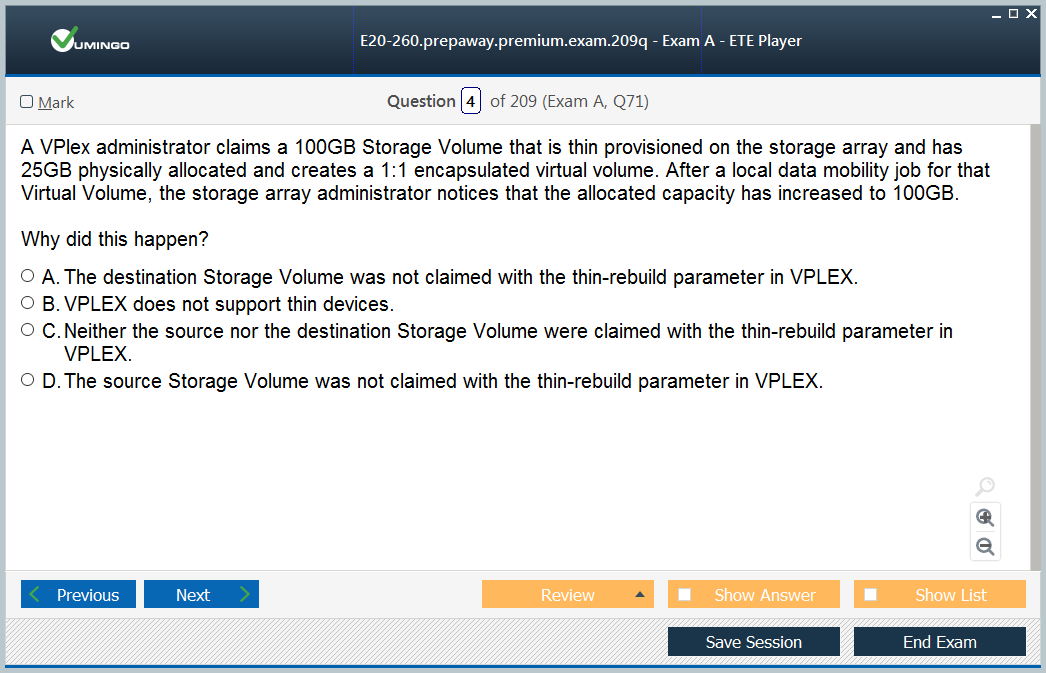 VUMINGO
E20-260.prepaway.premium.exam.209q - Exam A - ETE Player
Mark
Question 4 of 209 (Exam A, Q71)
A VPlex administrator claims a 100GB Storage Volume that is thin provisioned on the storage array and has
25GB physically allocated and creates a 1:1 encapsulated virtual volume. After a local data mobility job for that
Virtual Volume, the storage array administrator notices that the allocated capacity has increased to 100GB.
Why did this happen?
A. The destination Storage Volume was not claimed with the thin-rebuild parameter in VPLEX.
B. VPLEX does not support thin devices.
C. Neither the source nor the destination Storage Volume were claimed with the thin-rebuild parameter in
VPLEX.
D. The source Storage Volume was not claimed with the thin-rebuild parameter in VPLEX.
Previous Next Review Show Answer Show List
Save Session End Exam